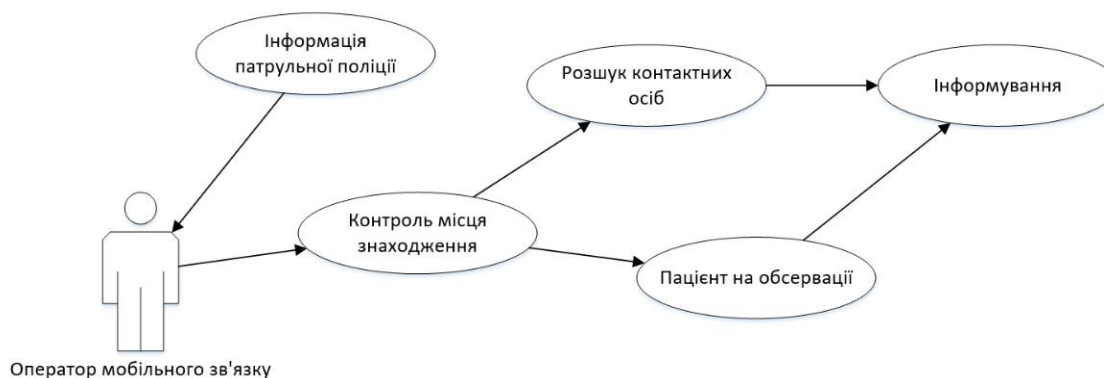 Інформація
патрульної поліції
Розшук контактних
осіб
Інформування
Контроль місця
знаходження
Пацієнт на обсервації
Оператор мобільного зв'язку